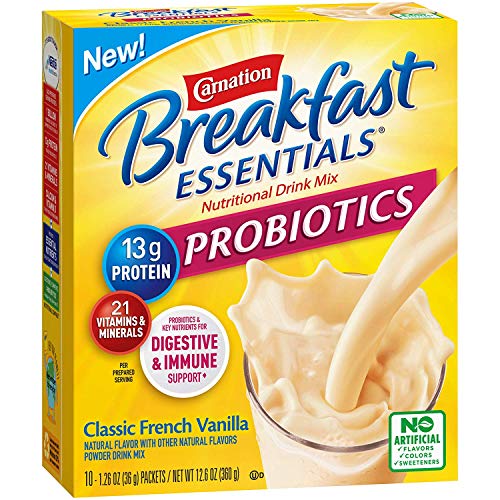 New!
Carnation
Breakfast
ESSENTIALS®
Nutritional Drink Mix
PROBIOTICS
13g
PROTEIN
21
VITAMINS &
MINERALS
PER
PREPARED
SERVING
PROBIOTICS &
KEY NUTRIENTS FOR
DIGESTIVE
& IMMUNE
SUPPORT+
Classic French Vanilla
NATURAL FLAVOR WITH OTHER NATURAL FLAVORS
POWDER DRINK MIX
10 - 1.26 OZ (36 g) PACKETS / NET WT 12.6 OZ (360 g)
U D
NO
ARTIFICIAL
✓FLAVORS
✓COLORS
✓SWEETENERS